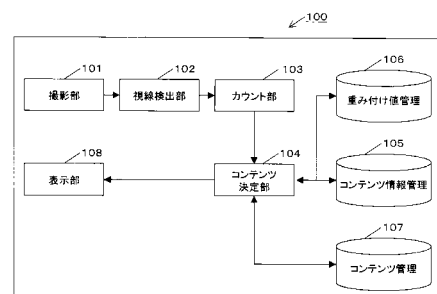 100
101
102
103
106
撮影部
視線検出部
カウント部
重み付け値管理
108
104
105
表示部
コンテンツ
決定部
コンテンツ情報管理
107
コンテンツ管理